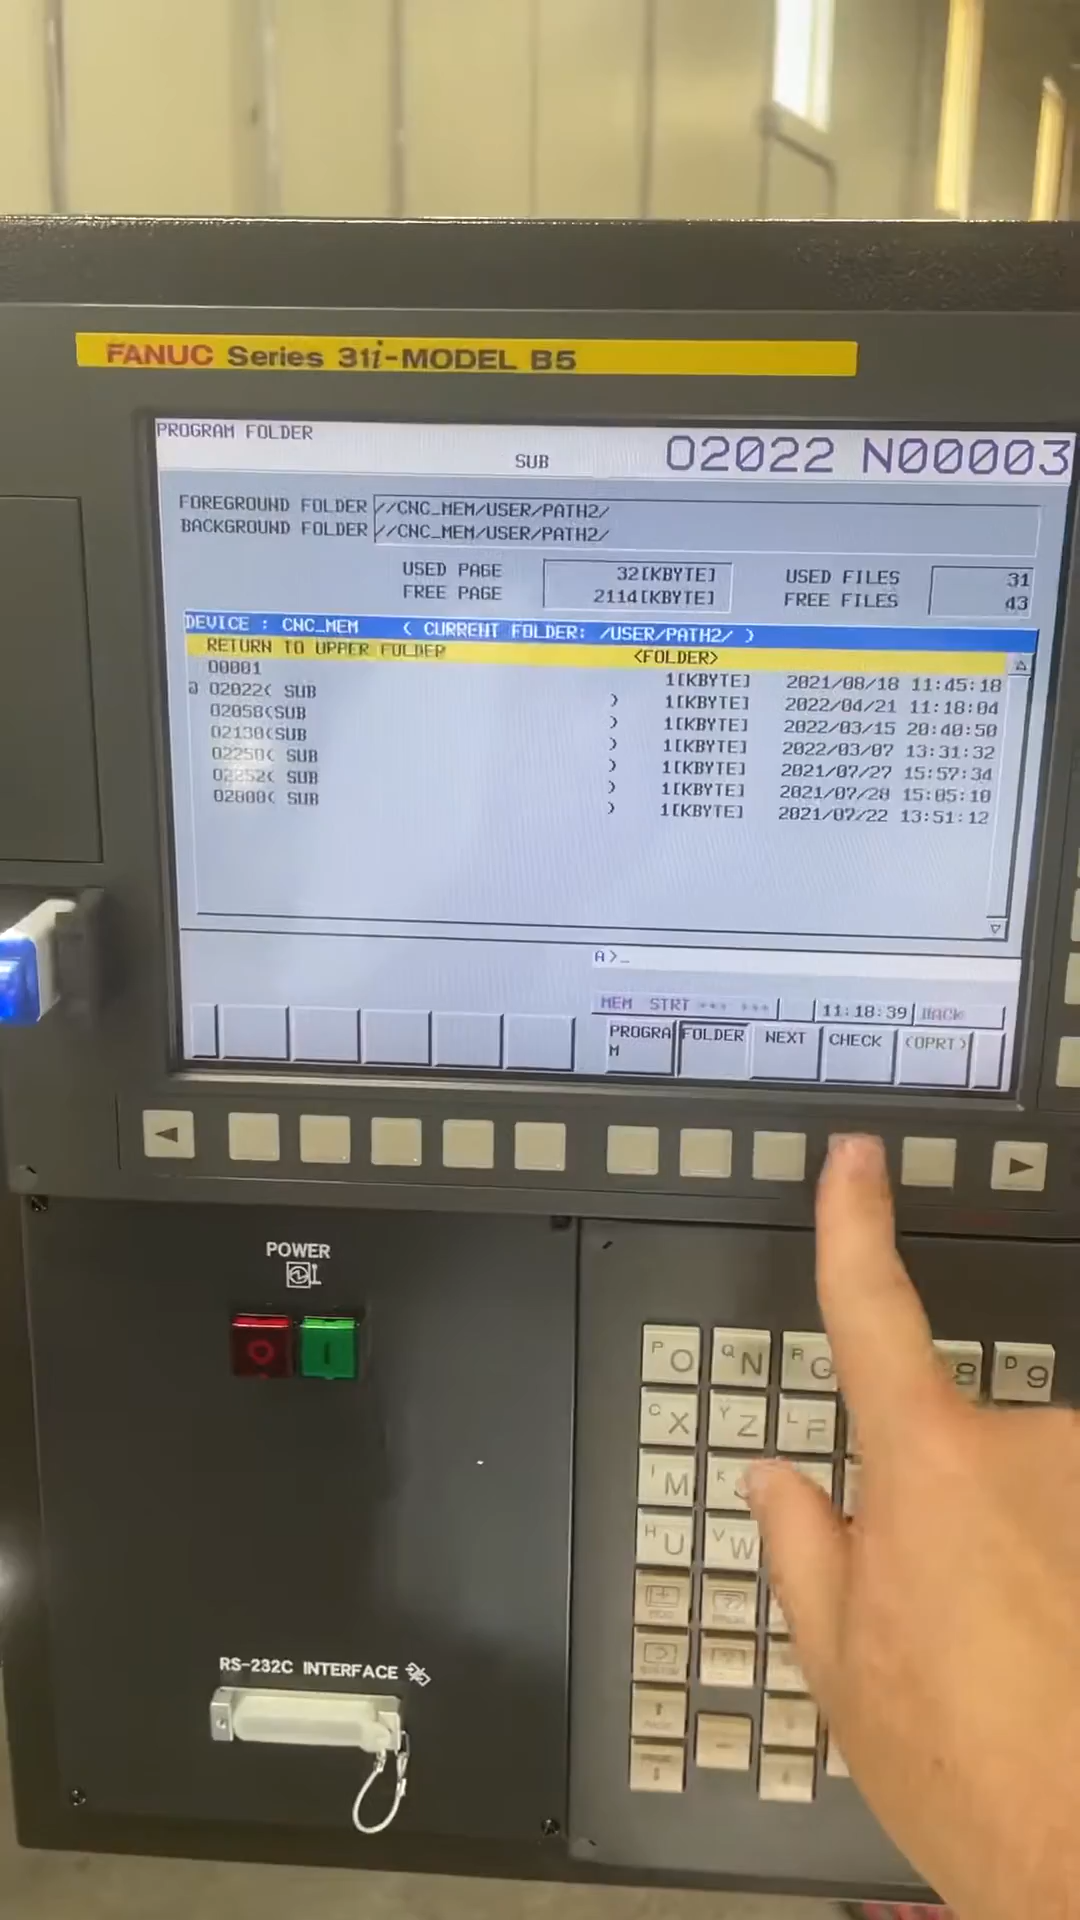 FANUC Series 31i-MODEL B5
PROGRAM FOLDER
SUB
O2022 N00003
FOREGROUND FOLDER //CNC_MEM/USER/PATH2/
BACKGROUND FOLDER //CNC_MEM/USER/PATH2/
USED PAGE 32[KBYTE] USED FILES 31
FREE PAGE 2114[KBYTE] FREE FILES 43
DEVICE : CNC_MEM ( CURRENT FOLDER: /USER/PATH2/ )
RETURN TO UPPER FOLDER <FOLDER>
O0001 1[KBYTE] 2021/08/18 11:45:18
@ O2022( SUB ) 1[KBYTE] 2022/04/21 11:18:04
O2058(SUB ) 1[KBYTE] 2022/03/15 20:40:50
O2130(SUB ) 1[KBYTE] 2022/03/07 13:31:32
O2250( SUB ) 1[KBYTE] 2021/07/27 15:57:34
O2252( SUB ) 1[KBYTE] 2021/07/28 15:05:10
O2800( SUB ) 1[KBYTE] 2021/07/22 13:51:12
A>_
MEM STRT *** *** 11:18:39
PROGRAM FOLDER NEXT CHECK (OPRT)
POWER
O I
P O Q N R G 8 D 9
C X Y Z L F
I M K
H U V W
RS-232C INTERFACE